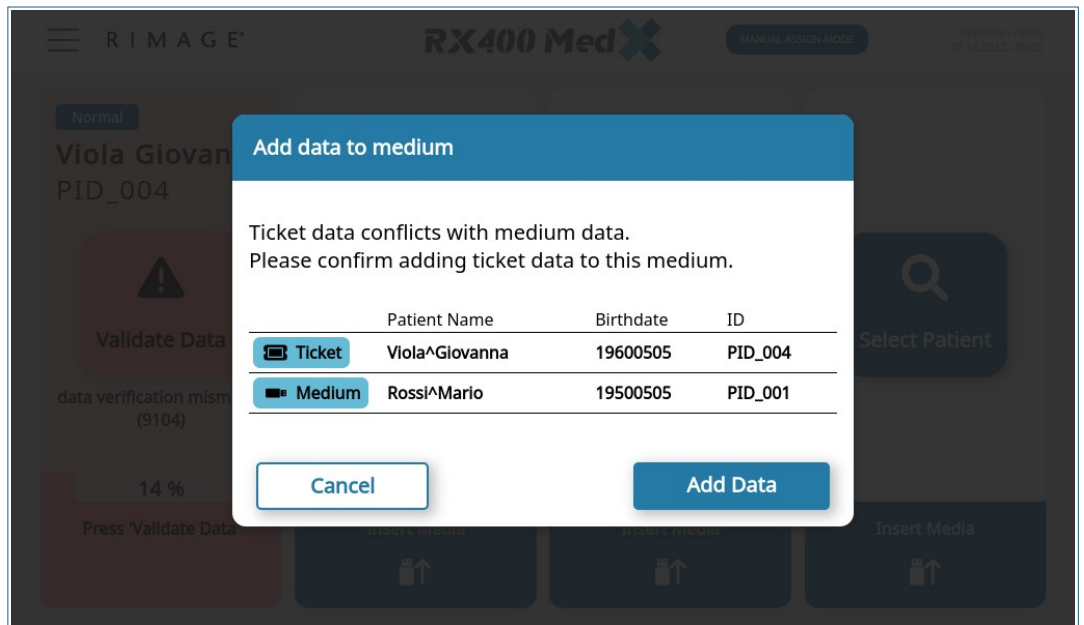 RIMAGE®
RX400 MedX
MANUAL-ASSIGN-MODE
Normal
Viola Giovan
PID_004
Validate Data
data verification mism
(9104)
14 %
Press 'Validate Data'
Add data to medium
Ticket data conflicts with medium data.
Please confirm adding ticket data to this medium.
Patient Name Birthdate ID
Ticket Viola^Giovanna 19600505 PID_004
Medium Rossi^Mario 19500505 PID_001
Cancel Add Data
Insert Media
Insert Media
Select Patient
Insert Media